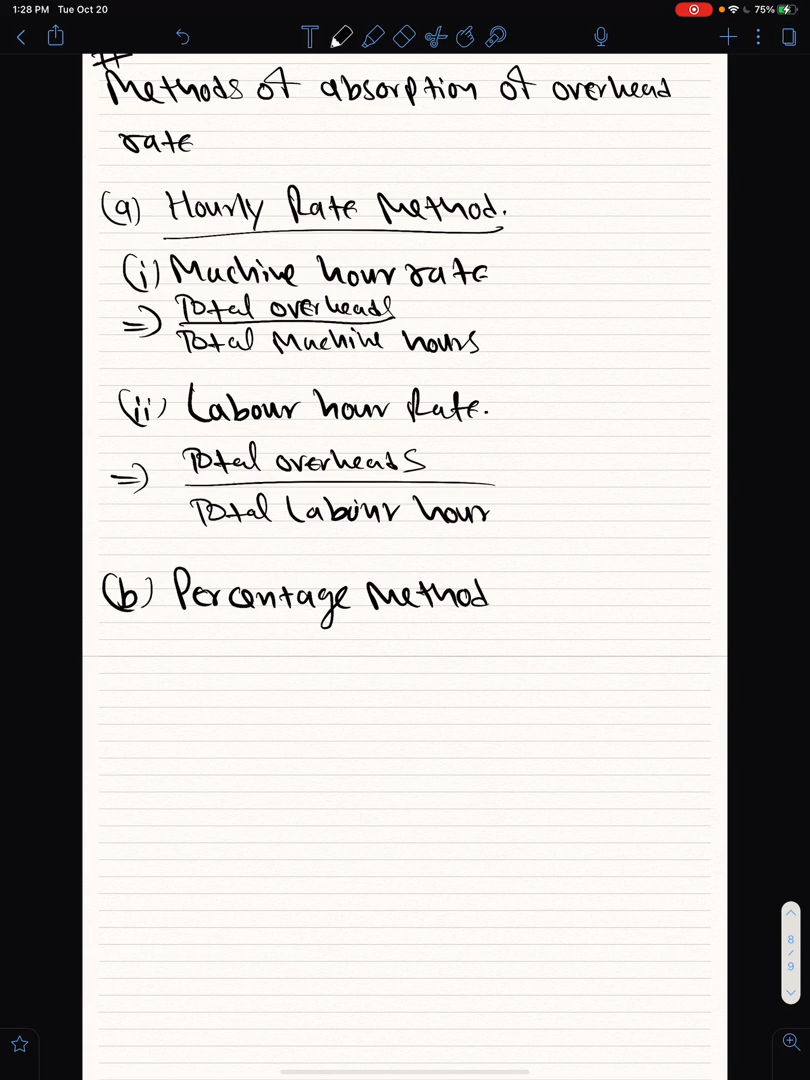 1:28 PM Tue Oct 20
75%
#
Methods of absorption of overhead
rate
(a) Hourly Rate Method.
(i) Machine hour rate
=> Total overheads
Total Machine hours
(ii) Labour hour Rate.
=> Total overheads
Total Labour hour
(b) Percentage Method
8
/
9